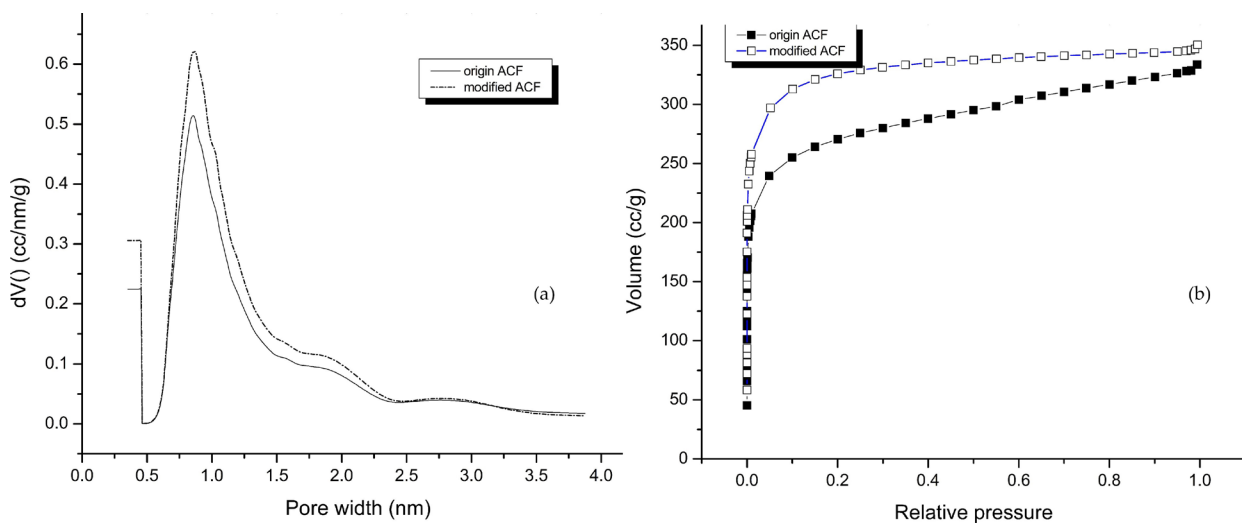 0.6
0.5
0.4
0.3
0.2
0.1
0.0
dV() (cc/nm/g)
origin ACF
modified ACF
(a)
0.0 0.5 1.0 1.5 2.0 2.5 3.0 3.5 4.0
Pore width (nm)
origin ACF
modified ACF
350
300
250
200
350
100
50
0
Volume (cc/g)
(b)
0.0 0.2 0.4 0.6 0.8 1.0
Relative pressure